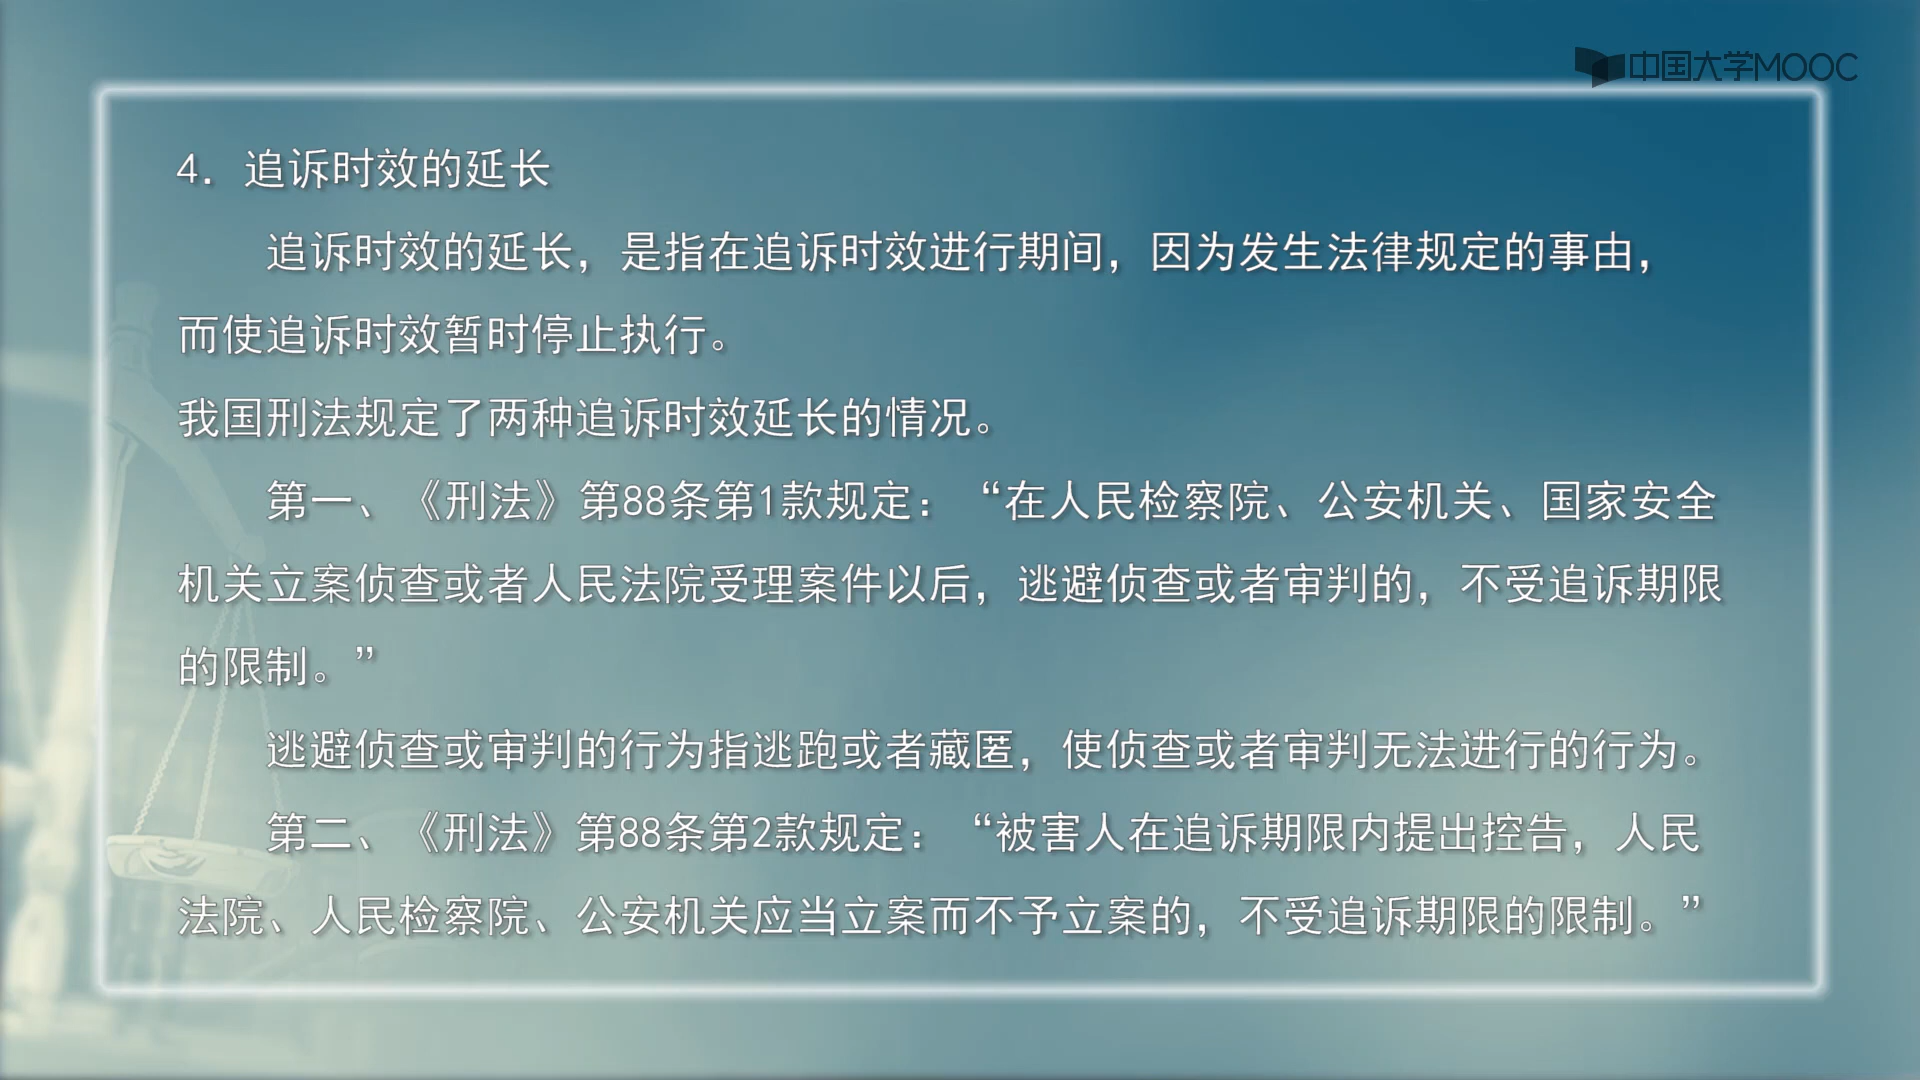 中国大学MOOC
4. 追诉时效的延长
追诉时效的延长，是指在追诉时效进行期间，因为发生法律规定的事由，
而使追诉时效暂时停止执行。
我国刑法规定了两种追诉时效延长的情况。
第一、《刑法》第88条第1款规定：“在人民检察院、公安机关、国家安全
机关立案侦查或者人民法院受理案件以后，逃避侦查或者审判的，不受追诉期限
的限制。”
逃避侦查或审判的行为指逃跑或者藏匿，使侦查或者审判无法进行的行为。
第二、《刑法》第88条第2款规定：“被害人在追诉期限内提出控告，人民
法院、人民检察院、公安机关应当立案而不予立案的，不受追诉期限的限制。”